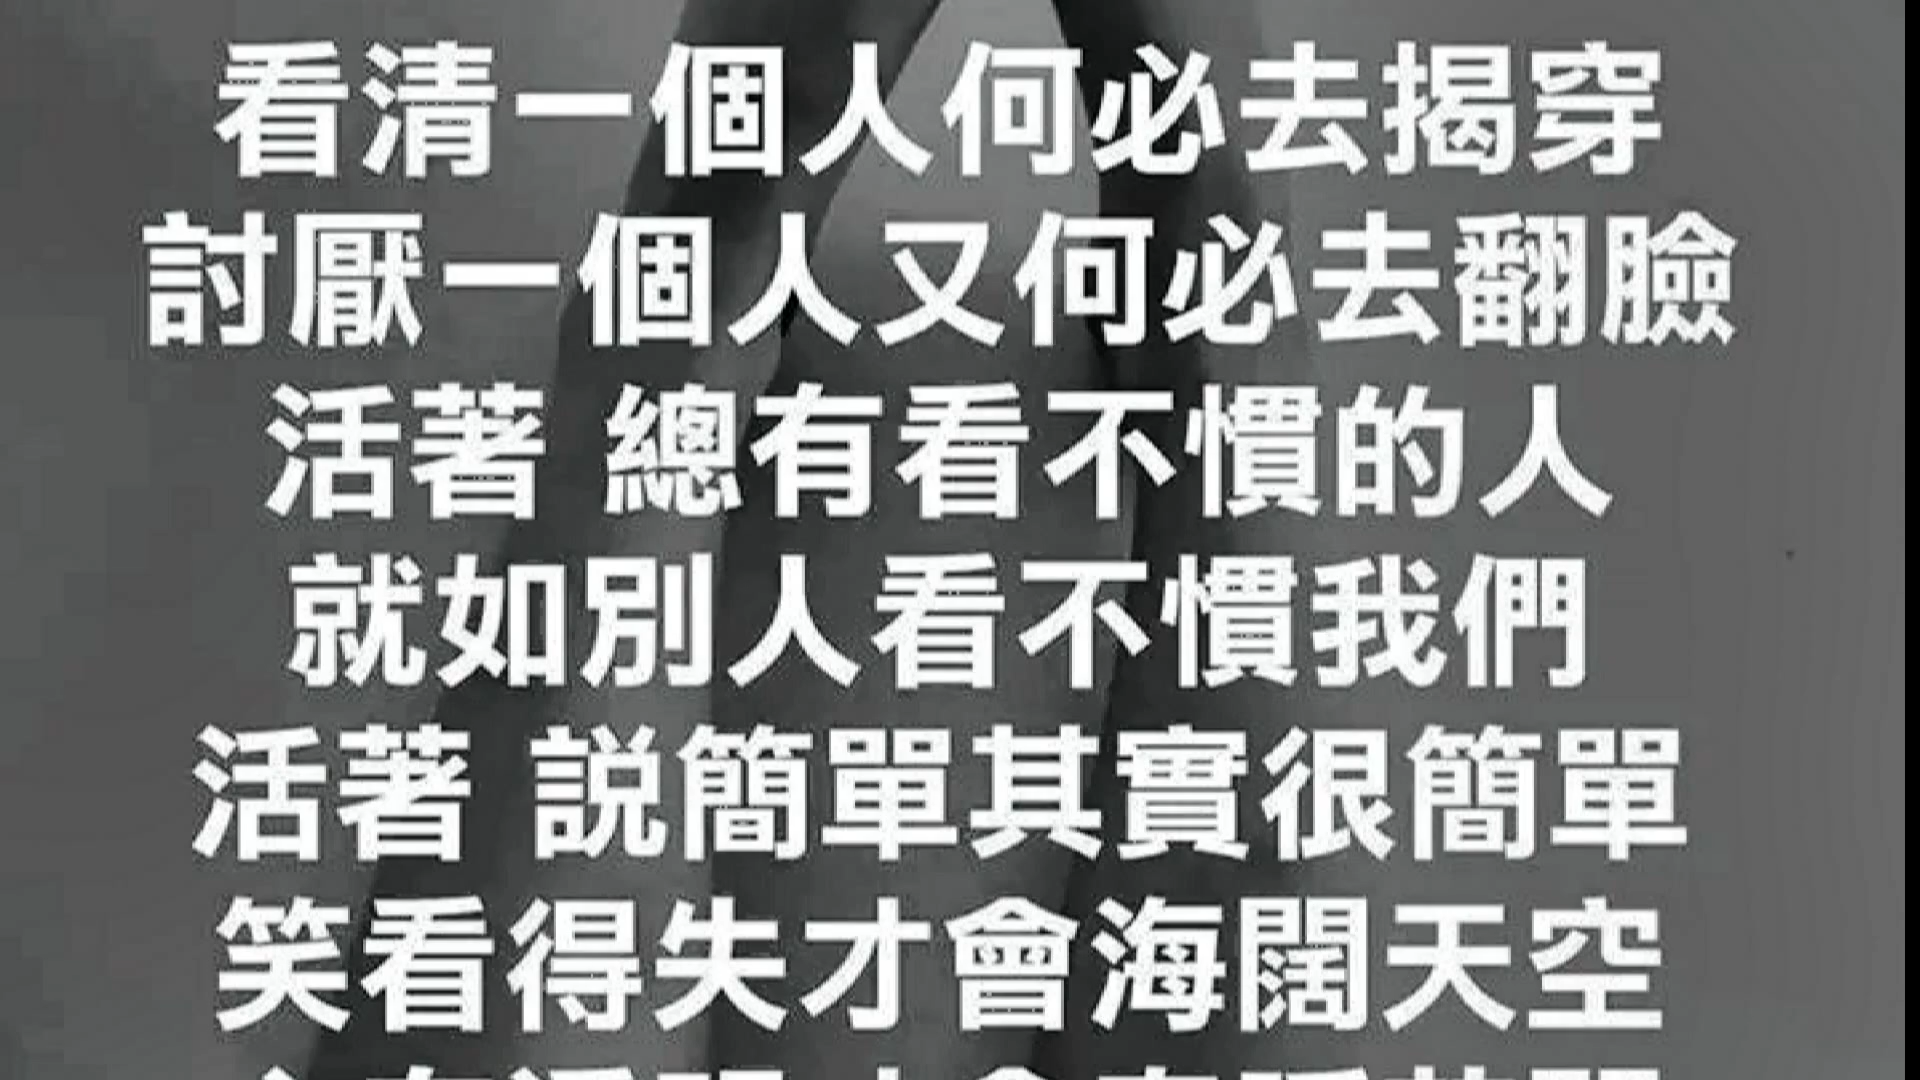 看清一個人何必去揭穿
討厭一個人又何必去翻臉
活著 總有看不慣的人
就如別人看不慣我們
活著 説簡單其實很簡單
笑看得失才會海闊天空